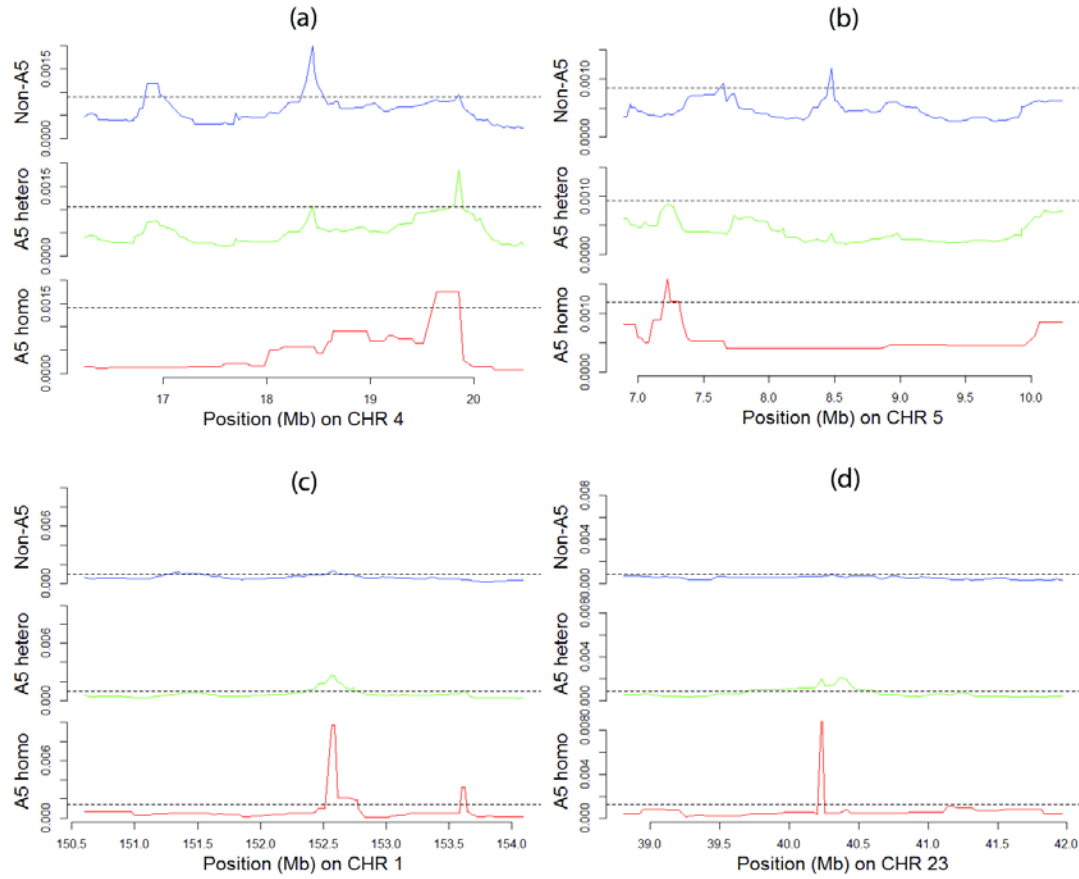 (a)
Non-A5
0.0000 0.0015
A5 hetero
0.0000 0.0015
A5 homo
0.0000 0.0015
17 18 19 20
Position (Mb) on CHR 4
(b)
Non-A5
0.0000 0.0010
A5 hetero
0.0000 0.0010
A5 homo
0.0000 0.0010
7.0 7.5 8.0 8.5 9.0 9.5 10.0
Position (Mb) on CHR 5
(c)
Non-A5
0.000 0.006
A5 hetero
0.000 0.006
A5 homo
0.000 0.006
150.5 151.0 151.5 152.0 152.5 153.0 153.5 154.0
Position (Mb) on CHR 1
(d)
Non-A5
0.000 0.004 0.008
A5 hetero
0.000 0.004 0.008
A5 homo
0.000 0.004 0.008
39.0 39.5 40.0 40.5 41.0 41.5 42.0
Position (Mb) on CHR 23